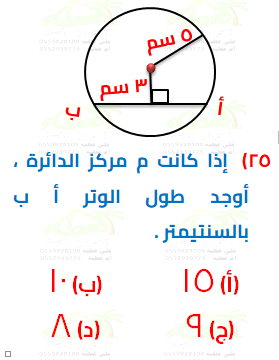 ٥ سم
٣ سم
أ
ب
٢٥) إذا كانت م مركز الدائرة ،
أوجد طول الوتر أ ب
بالسنتيمتر .
(أ) ١٥ (ب) ١٠
(ج) ٩ (د) ٨